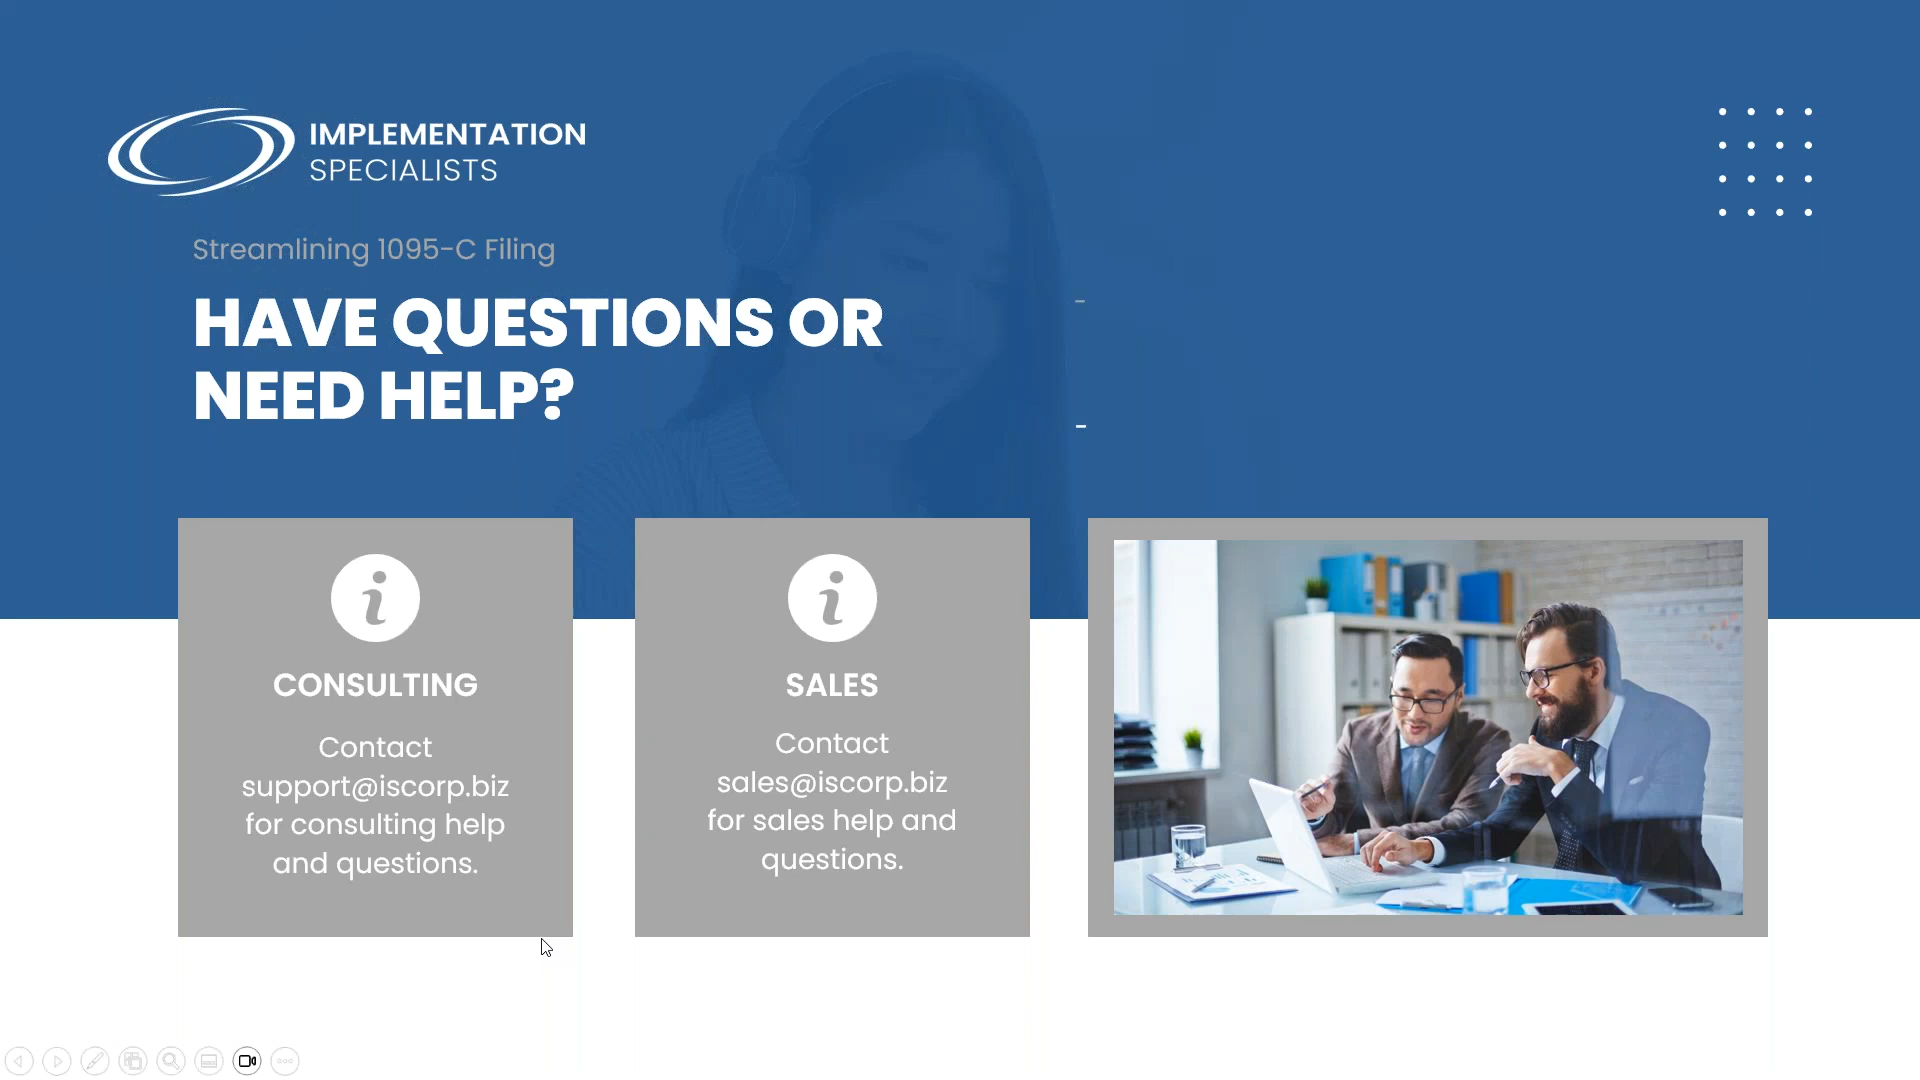 IMPLEMENTATION
SPECIALISTS
Streamlining 1095-C Filing
HAVE QUESTIONS OR
NEED HELP?
CONSULTING
Contact
support@iscorp.biz
for consulting help
and questions.
SALES
Contact
sales@iscorp.biz
for sales help and
questions.